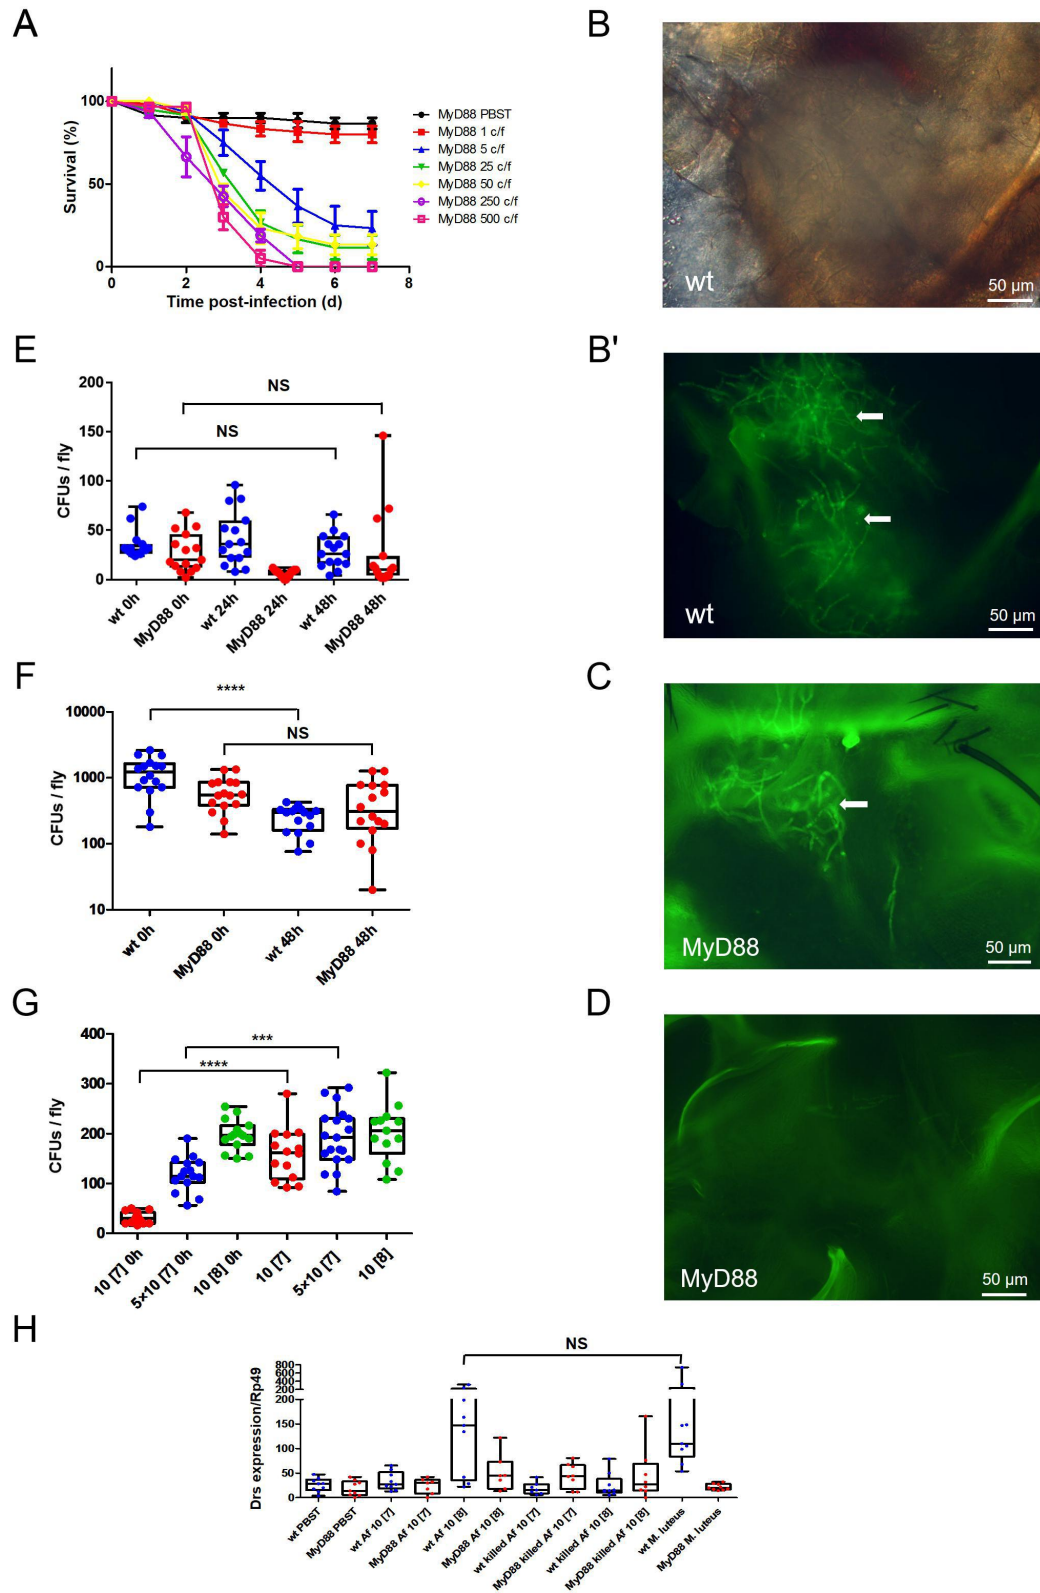 A
100
50
0
0
2
4
6
8
Survival (%)
Time post-infection (d)
MyD88 PBST
MyD88 1 c/f
MyD88 5 c/f
MyD88 25 c/f
MyD88 50 c/f
MyD88 250 c/f
MyD88 500 c/f
B
wt
50 µm
E
200
150
100
50
0
CFUs / fly
NS
NS
wt 0h
MyD88 0h
wt 24h
MyD88 24h
wt 48h
MyD88 48h
B'
wt
50 µm
F
10000
1000
100
10
CFUs / fly
****
NS
wt 0h
MyD88 0h
wt 48h
MyD88 48h
C
MyD88
50 µm
G
400
300
200
100
0
CFUs / fly
***
****
10 [7] 0h
5×10 [7] 0h
10 [8] 0h
10 [7]
5×10 [7]
10 [8]
D
MyD88
50 µm
H
800
600
400
200
200
150
100
50
0
Drs expression/Rp49
NS
wt PBST
MyD88 PBST
wt Af 10 [7]
MyD88 Af 10 [7]
wt Af 10 [8]
MyD88 Af 10 [8]
wt killed Af 10 [7]
MyD88 killed Af 10 [7]
wt killed Af 10 [8]
MyD88 killed Af 10 [8]
wt M. luteus
MyD88 M. luteus